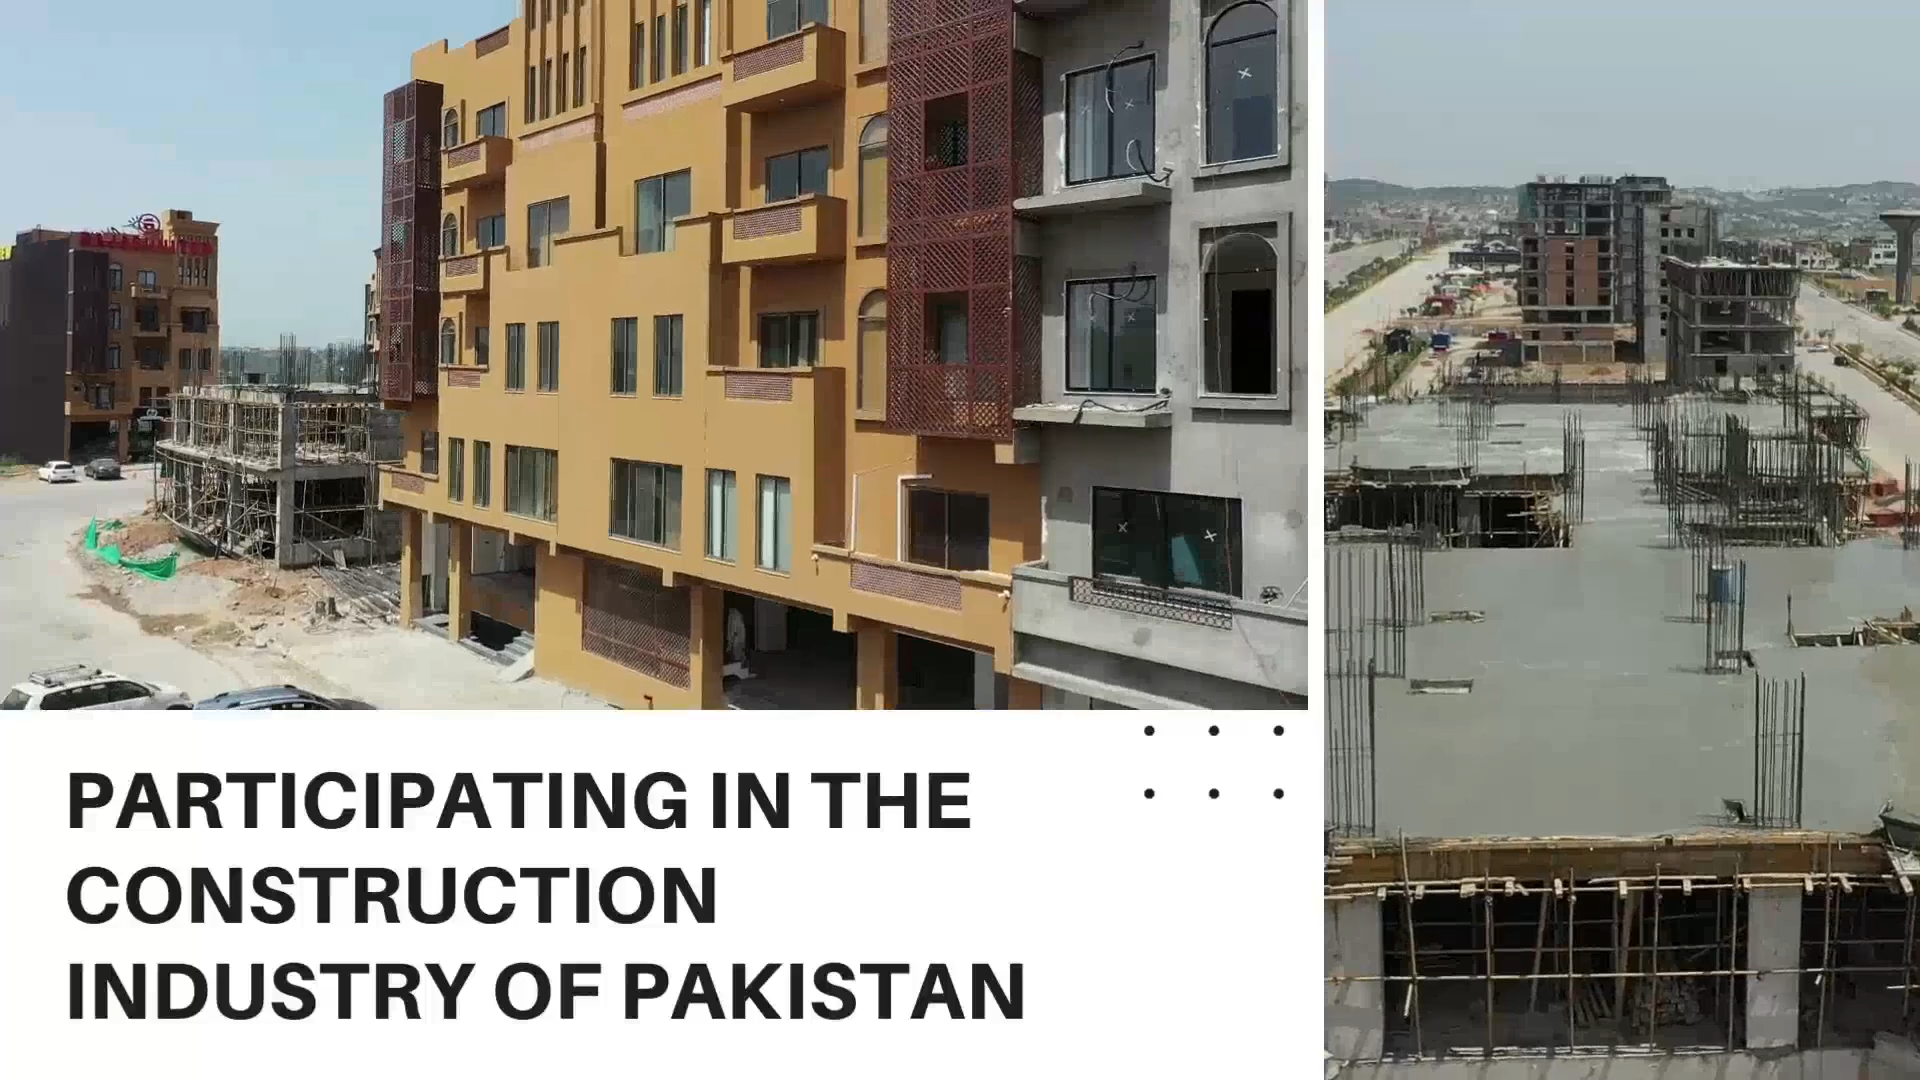 PARTICIPATING IN THE
CONSTRUCTION
INDUSTRY OF PAKISTAN